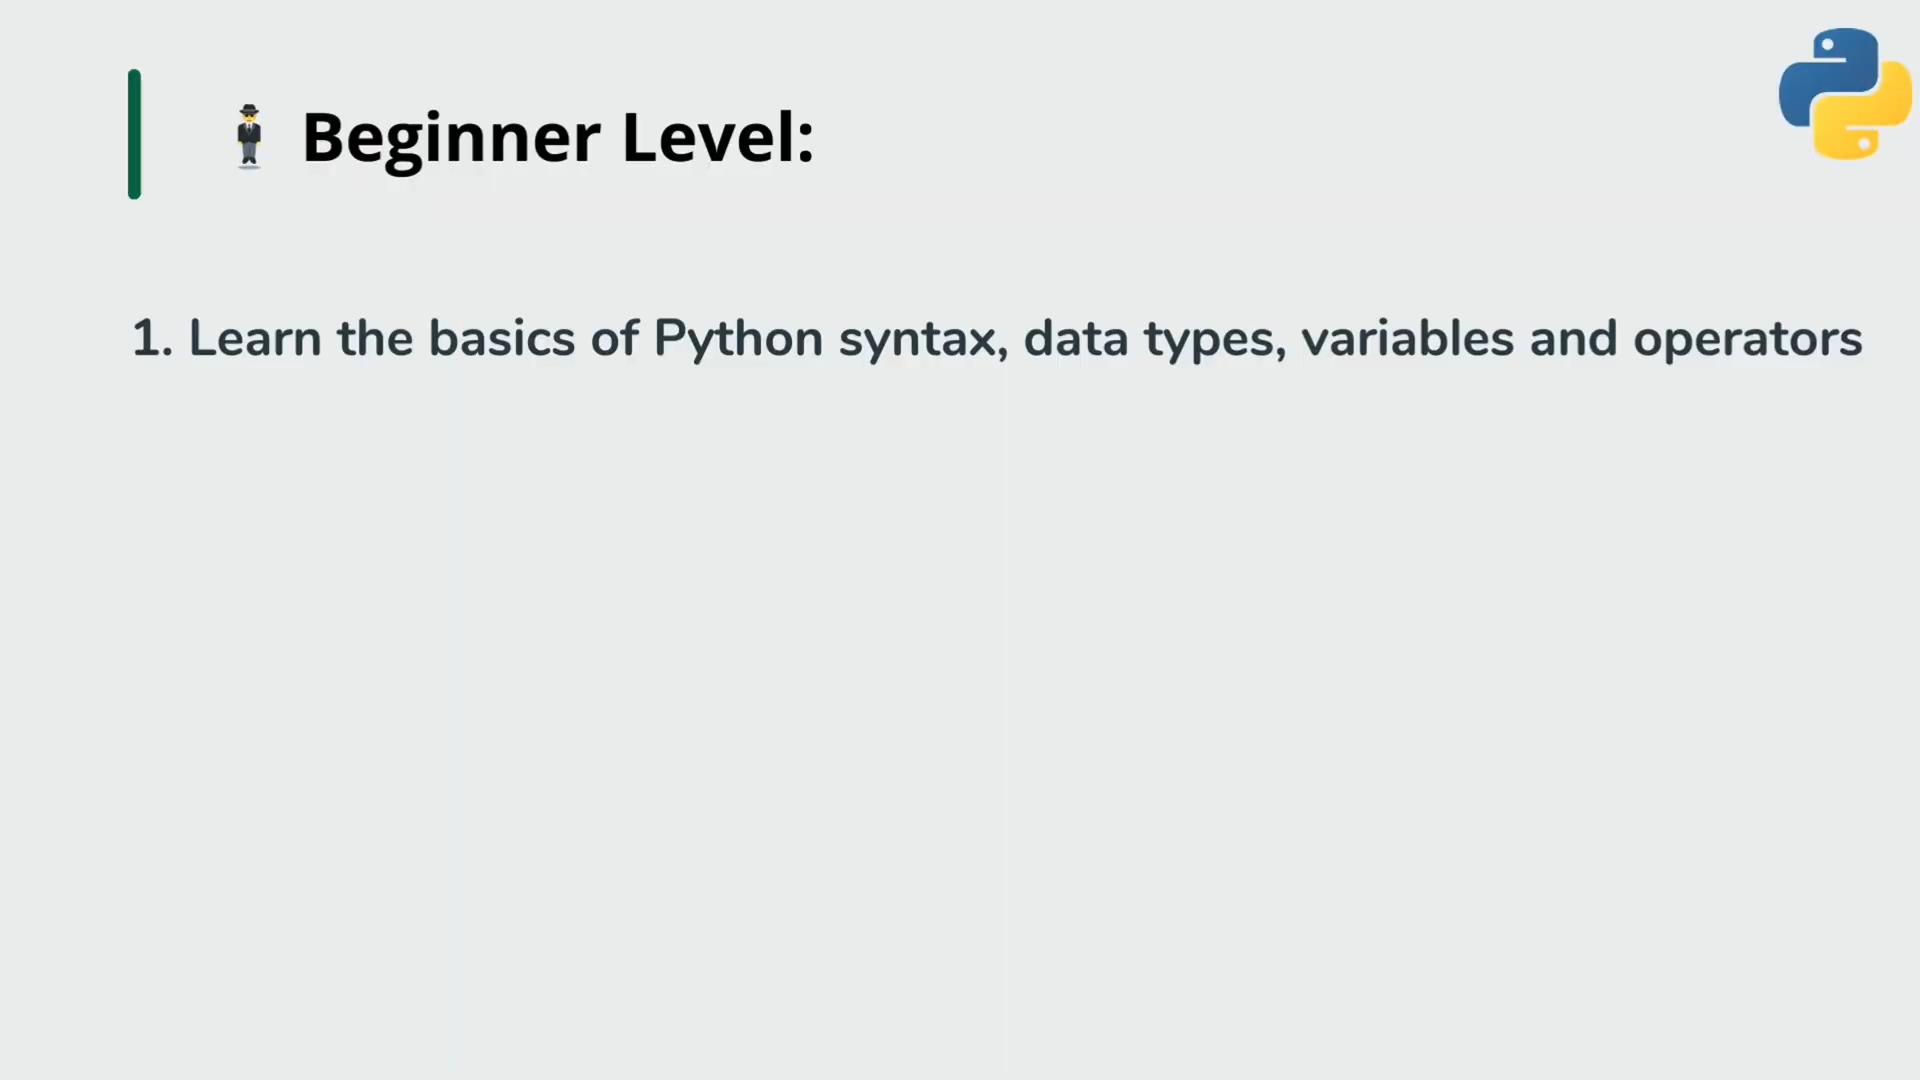 🕴 Beginner Level:
1. Learn the basics of Python syntax, data types, variables and operators